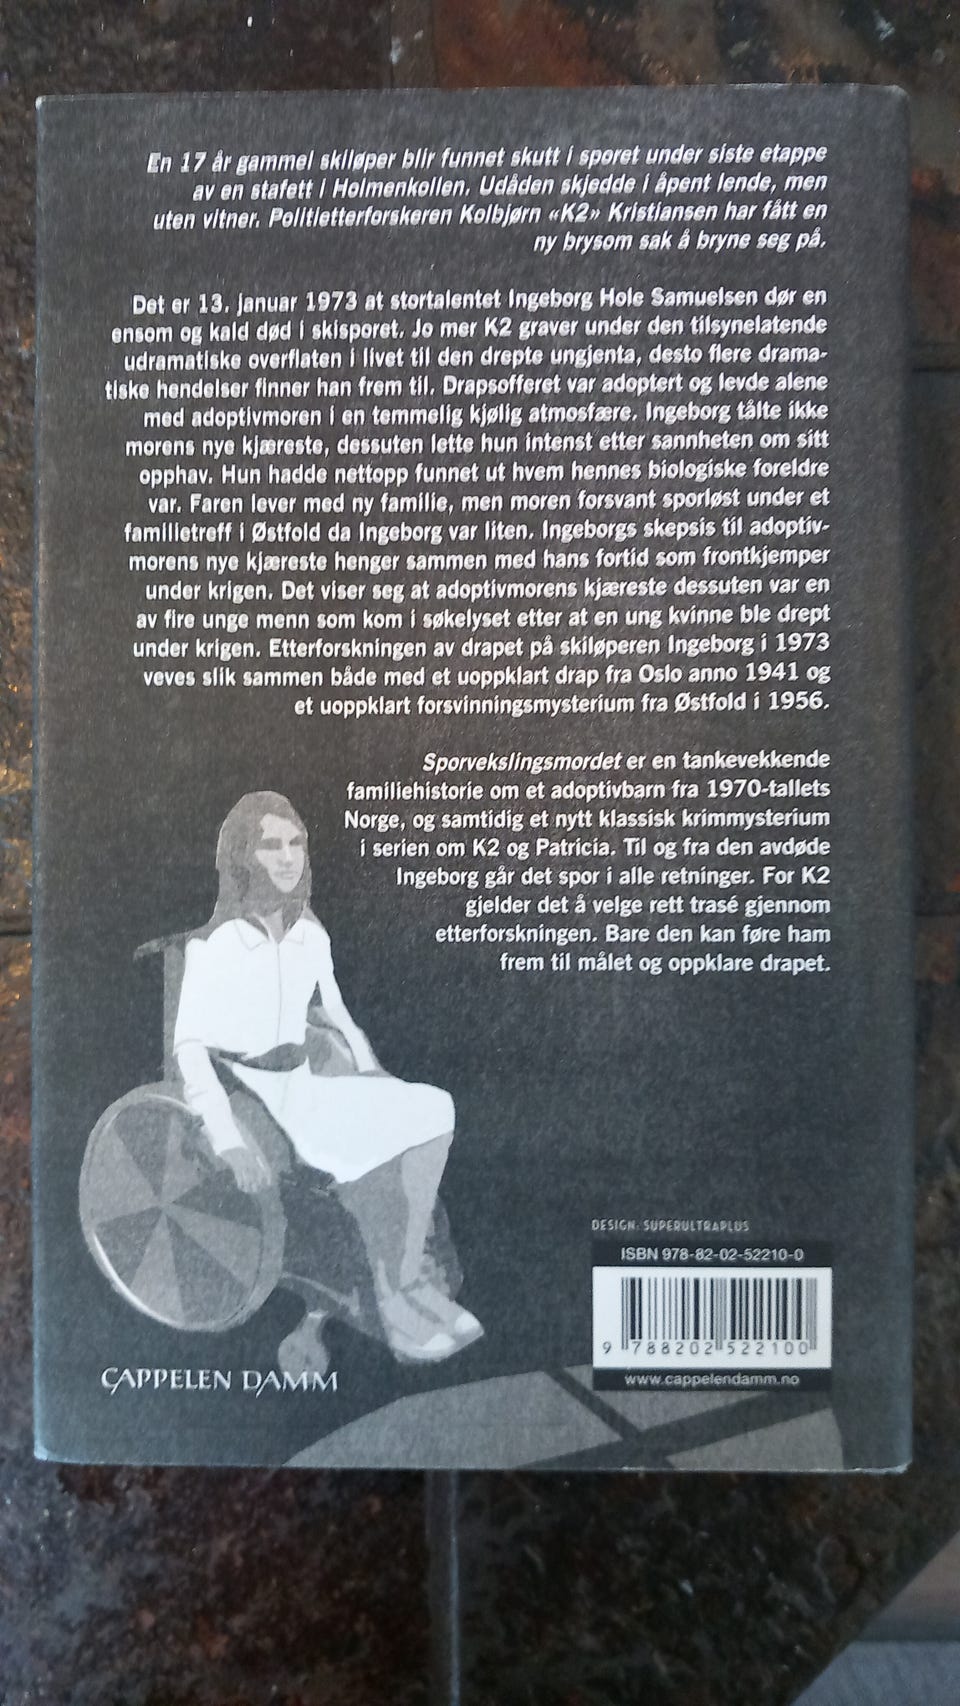 En 17 år gammel skiløper blir funnet skutt i sporet under siste etappe
av en stafett i Holmenkollen. Udåden skjedde i åpent lende, men
uten vitner. Politietterforskeren Kolbjørn «K2» Kristiansen har fått en
ny brysom sak å bryne seg på.
Det er 13. januar 1973 at stortalentet Ingeborg Hole Samuelsen dør en
ensom og kald død i skisporet. Jo mer K2 graver under den tilsynelatende
udramatiske overflaten i livet til den drepte ungjenta, desto flere drama-
tiske hendelser finner han frem til. Drapsofferet var adoptert og levde alene
med adoptivmoren i en temmelig kjølig atmosfære. Ingeborg tålte ikke
morens nye kjæreste, dessuten lette hun intenst etter sannheten om sitt
opphav. Hun hadde nettopp funnet ut hvem hennes biologiske foreldre
var. Faren lever med ny familie, men moren forsvant sporløst under et
familietreff i Østfold da Ingeborg var liten. Ingeborgs skepsis til adoptiv-
morens nye kjæreste henger sammen med hans fortid som frontkjemper
under krigen. Det viser seg at adoptivmorens kjæreste dessuten var en
av fire unge menn som kom i søkelyset etter at en ung kvinne ble drept
under krigen. Etterforskningen av drapet på skiløperen Ingeborg i 1973
veves slik sammen både med et uoppklart drap fra Oslo anno 1941 og
et uoppklart forsvinningsmysterium fra Østfold i 1956.
Sporvekslingsmordet er en tankevekkende
familiehistorie om et adoptivbarn fra 1970-tallets
Norge, og samtidig et nytt klassisk krimmysterium
i serien om K2 og Patricia. Til og fra den avdøde
Ingeborg går det spor i alle retninger. For K2
gjelder det å velge rett trasé gjennom
etterforskningen. Bare den kan føre ham
frem til målet og oppklare drapet.
DESIGN: SUPERULTRAPLUS
ISBN 978-82-02-52210-0
9 788202 522100
CAPPELEN DAMM
www.cappelendamm.no